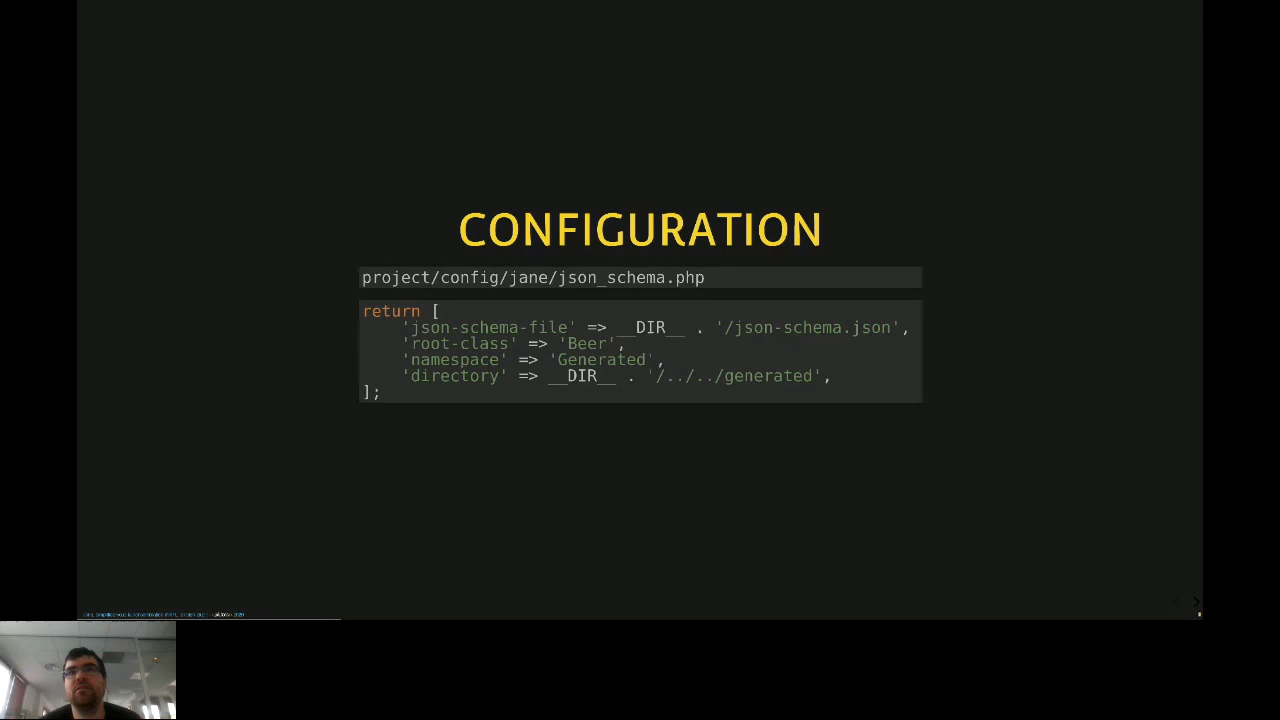 CONFIGURATION
project/config/jane/json_schema.php
return [
    'json-schema-file' => __DIR__ . '/json-schema.json',
    'root-class' => 'Beer',
    'namespace' => 'Generated',
    'directory' => __DIR__ . '/../../generated',
];